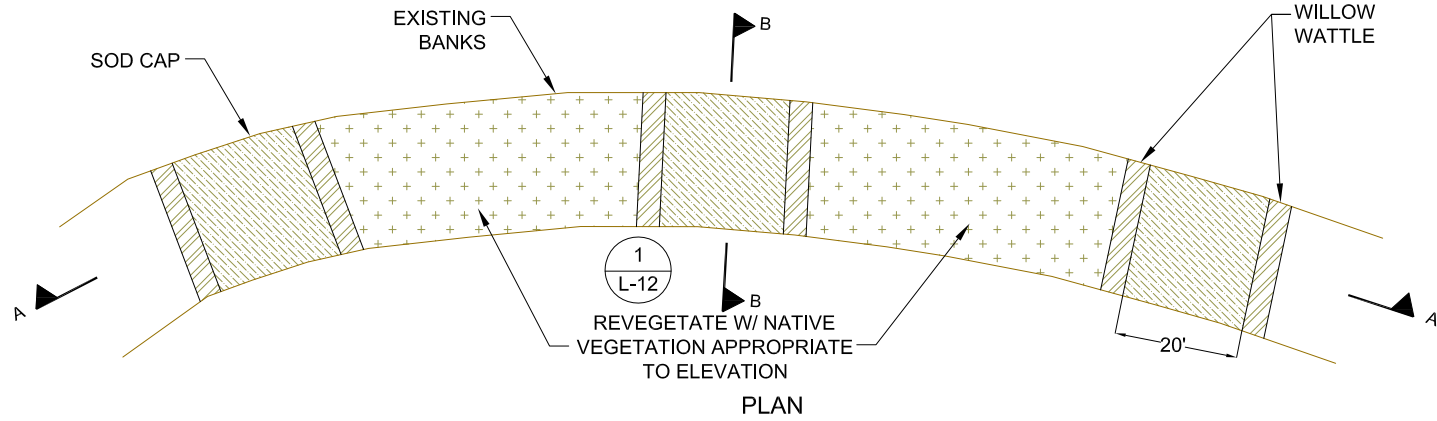 EXISTING
BANKS
B
WILLOW
WATTLE
SOD CAP
1
L-12
A
B
A
REVEGETATE W/ NATIVE
VEGETATION APPROPRIATE
TO ELEVATION
20'
PLAN